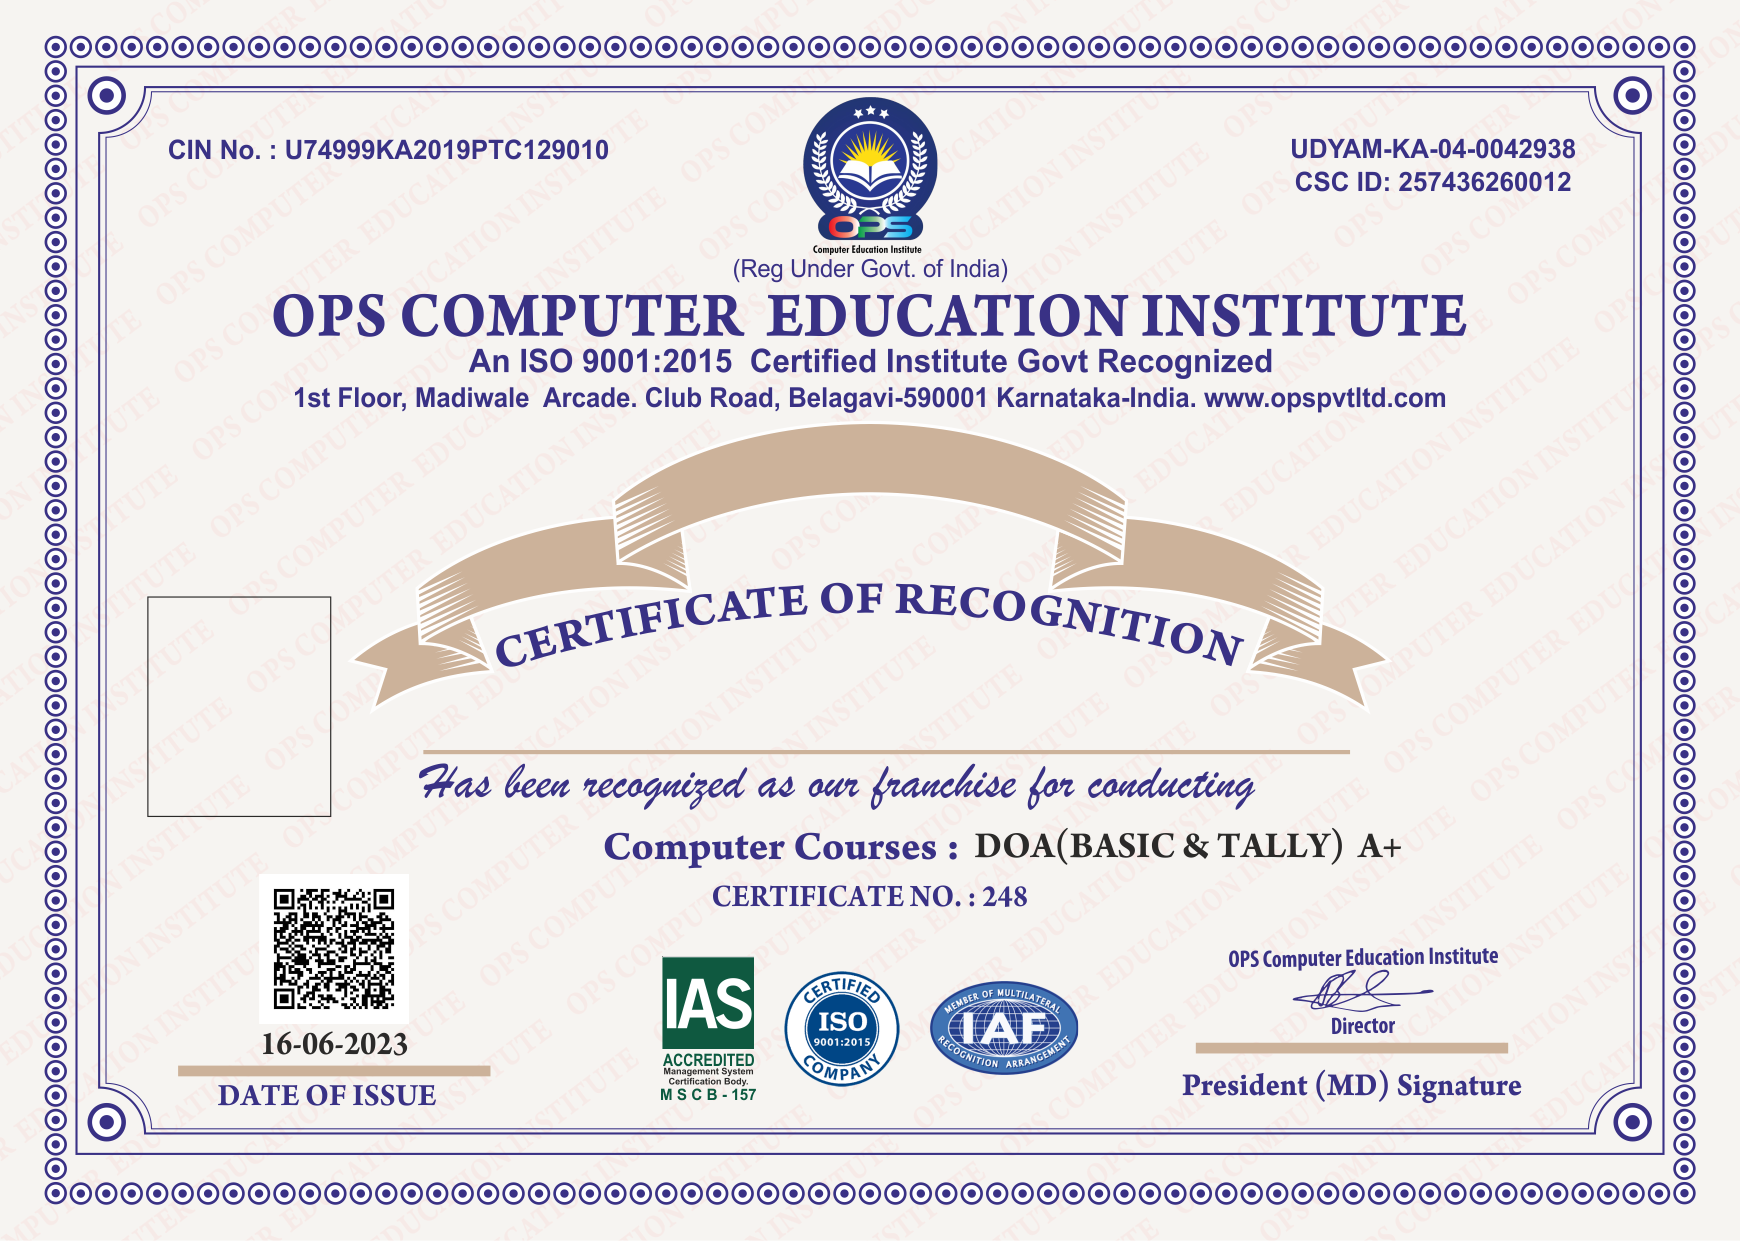 CIN No. : U74999KA2019PTC129010
UDYAM-KA-04-0042938
CSC ID: 257436260012
OPS
Computer Education Institute
(Reg Under Govt. of India)
OPS COMPUTER EDUCATION INSTITUTE
An ISO 9001:2015 Certified Institute Govt Recognized
1st Floor, Madiwale Arcade. Club Road, Belagavi-590001 Karnataka-India. www.opspvtltd.com
CERTIFICATE OF RECOGNITION
Has been recognized as our franchise for conducting
Computer Courses : DOA(BASIC & TALLY) A+
CERTIFICATE NO. : 248
16-06-2023
DATE OF ISSUE
IAS
ACCREDITED
Management System
Certification Body.
MSCB-157
CERTIFIED
ISO
9001:2015
COMPANY
MEMBER OF MULTILATERAL
IAF
RECOGNITION ARRANGEMENT
OPS Computer Education Institute
Director
President (MD) Signature